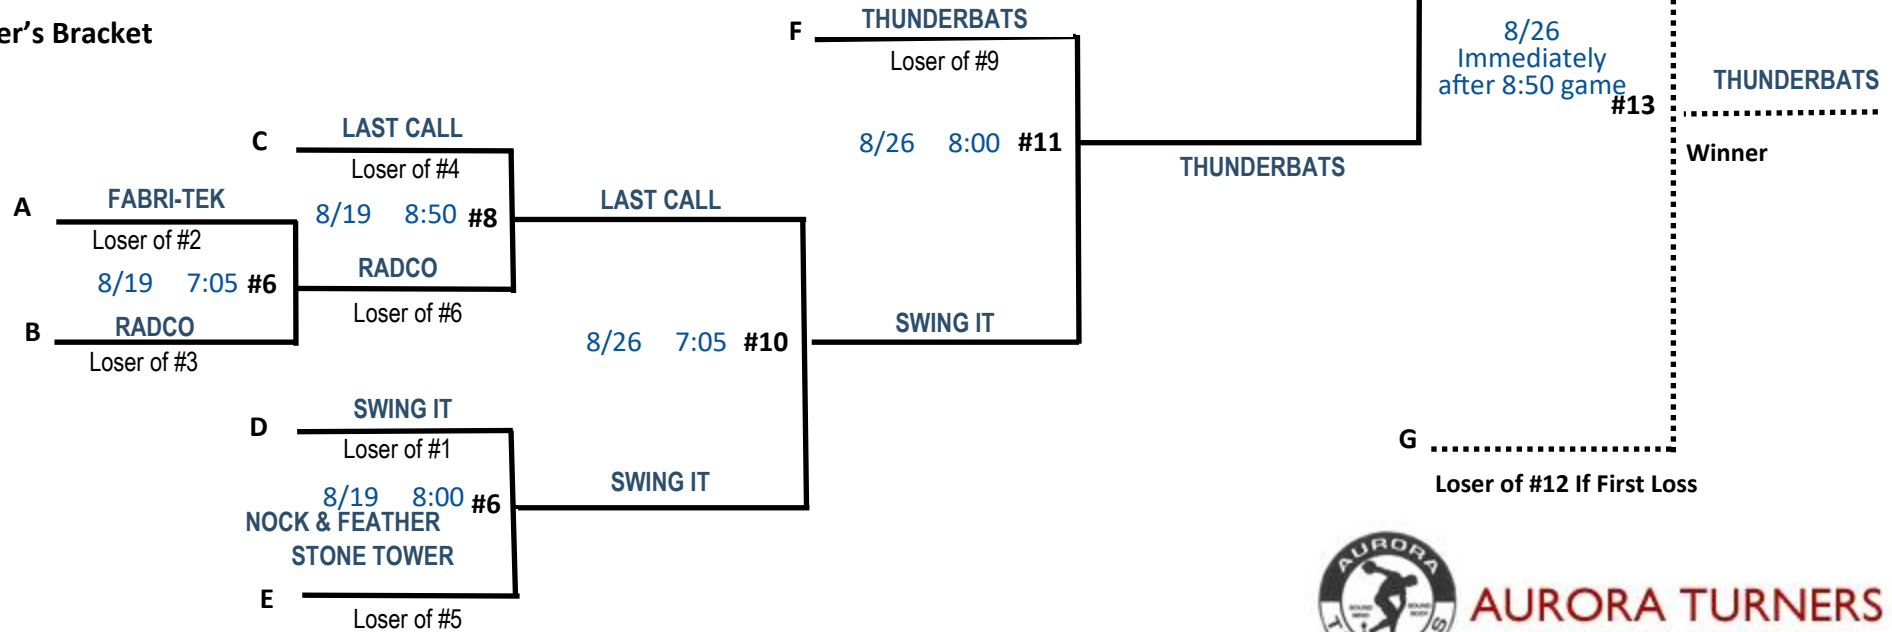 er's Bracket
F
THUNDERBATS
Loser of #9
8/26
Immediately
after 8:50 game
#13
THUNDERBATS
Winner
C
LAST CALL
Loser of #4
8/26 8:00 #11
THUNDERBATS
A
FABRI-TEK
Loser of #2
8/19 8:50 #8
LAST CALL
8/19 7:05 #6
RADCO
Loser of #6
B
RADCO
Loser of #3
8/26 7:05 #10
SWING IT
D
SWING IT
Loser of #1
G
8/19 8:00 #6
SWING IT
Loser of #12 If First Loss
NOCK & FEATHER
STONE TOWER
E
Loser of #5
AURORA
AURORA TURNERS